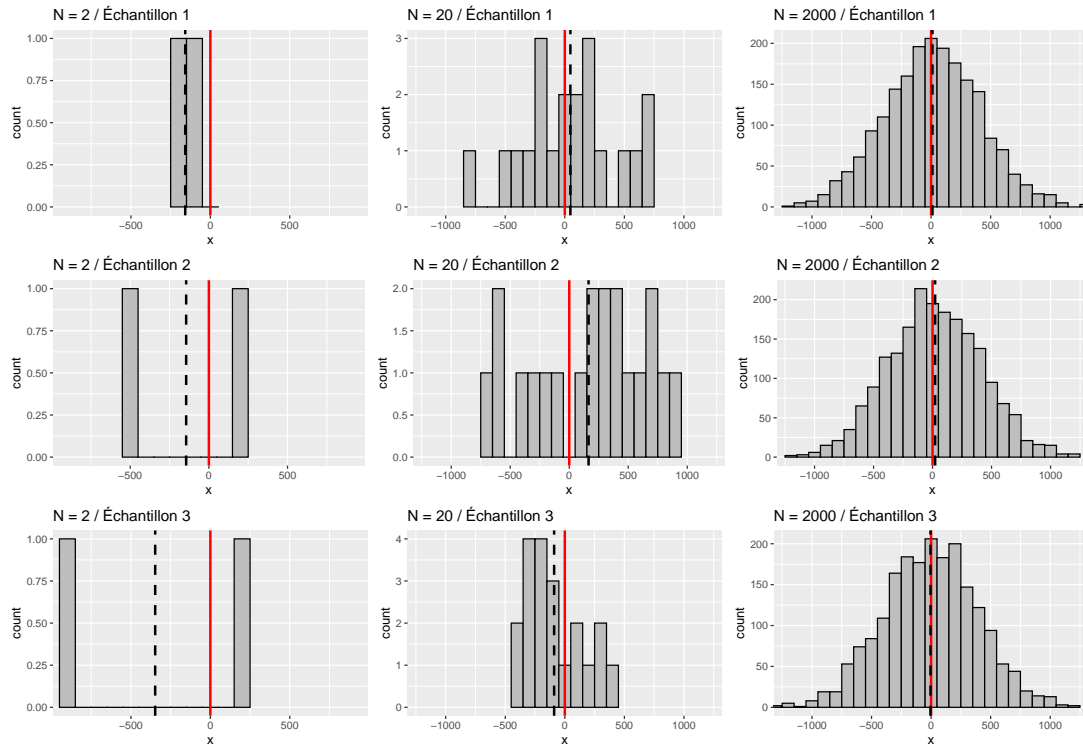 N = 2 / Échantillon 1
count
1.00
0.75
0.50
0.25
0.00
−500 0 500
x
N = 20 / Échantillon 1
count
3
2
1
0
−1000 −500 0 500 1000
x
N = 2000 / Échantillon 1
count
200
150
100
50
0
−1000 −500 0 500 1000
x
N = 2 / Échantillon 2
count
1.00
0.75
0.50
0.25
0.00
−500 0 500
x
N = 20 / Échantillon 2
count
2.0
1.5
1.0
0.5
0.0
−1000 −500 0 500 1000
x
N = 2000 / Échantillon 2
count
200
150
100
50
0
−1000 −500 0 500 1000
x
N = 2 / Échantillon 3
count
1.00
0.75
0.50
0.25
0.00
−500 0 500
x
N = 20 / Échantillon 3
count
4
3
2
1
0
−1000 −500 0 500 1000
x
N = 2000 / Échantillon 3
count
200
150
100
50
0
−1000 −500 0 500 1000
x